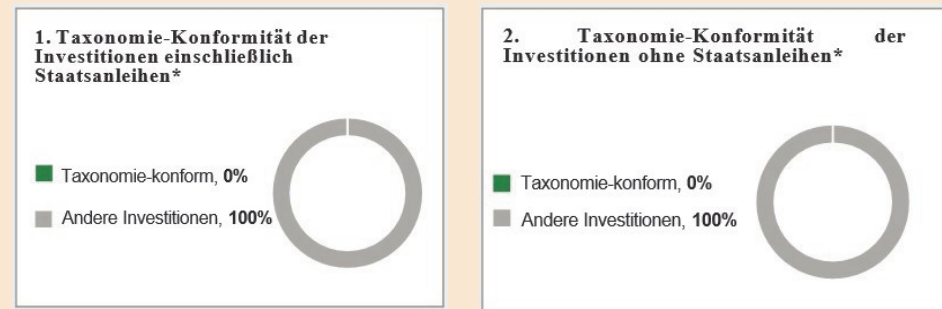 1. Taxonomie-Konformität der
Investitionen einschließlich
Staatsanleihen*
Taxonomie-konform, 0%
Andere Investitionen, 100%
2. Taxonomie-Konformität der
Investitionen ohne Staatsanleihen*
Taxonomie-konform, 0%
Andere Investitionen, 100%